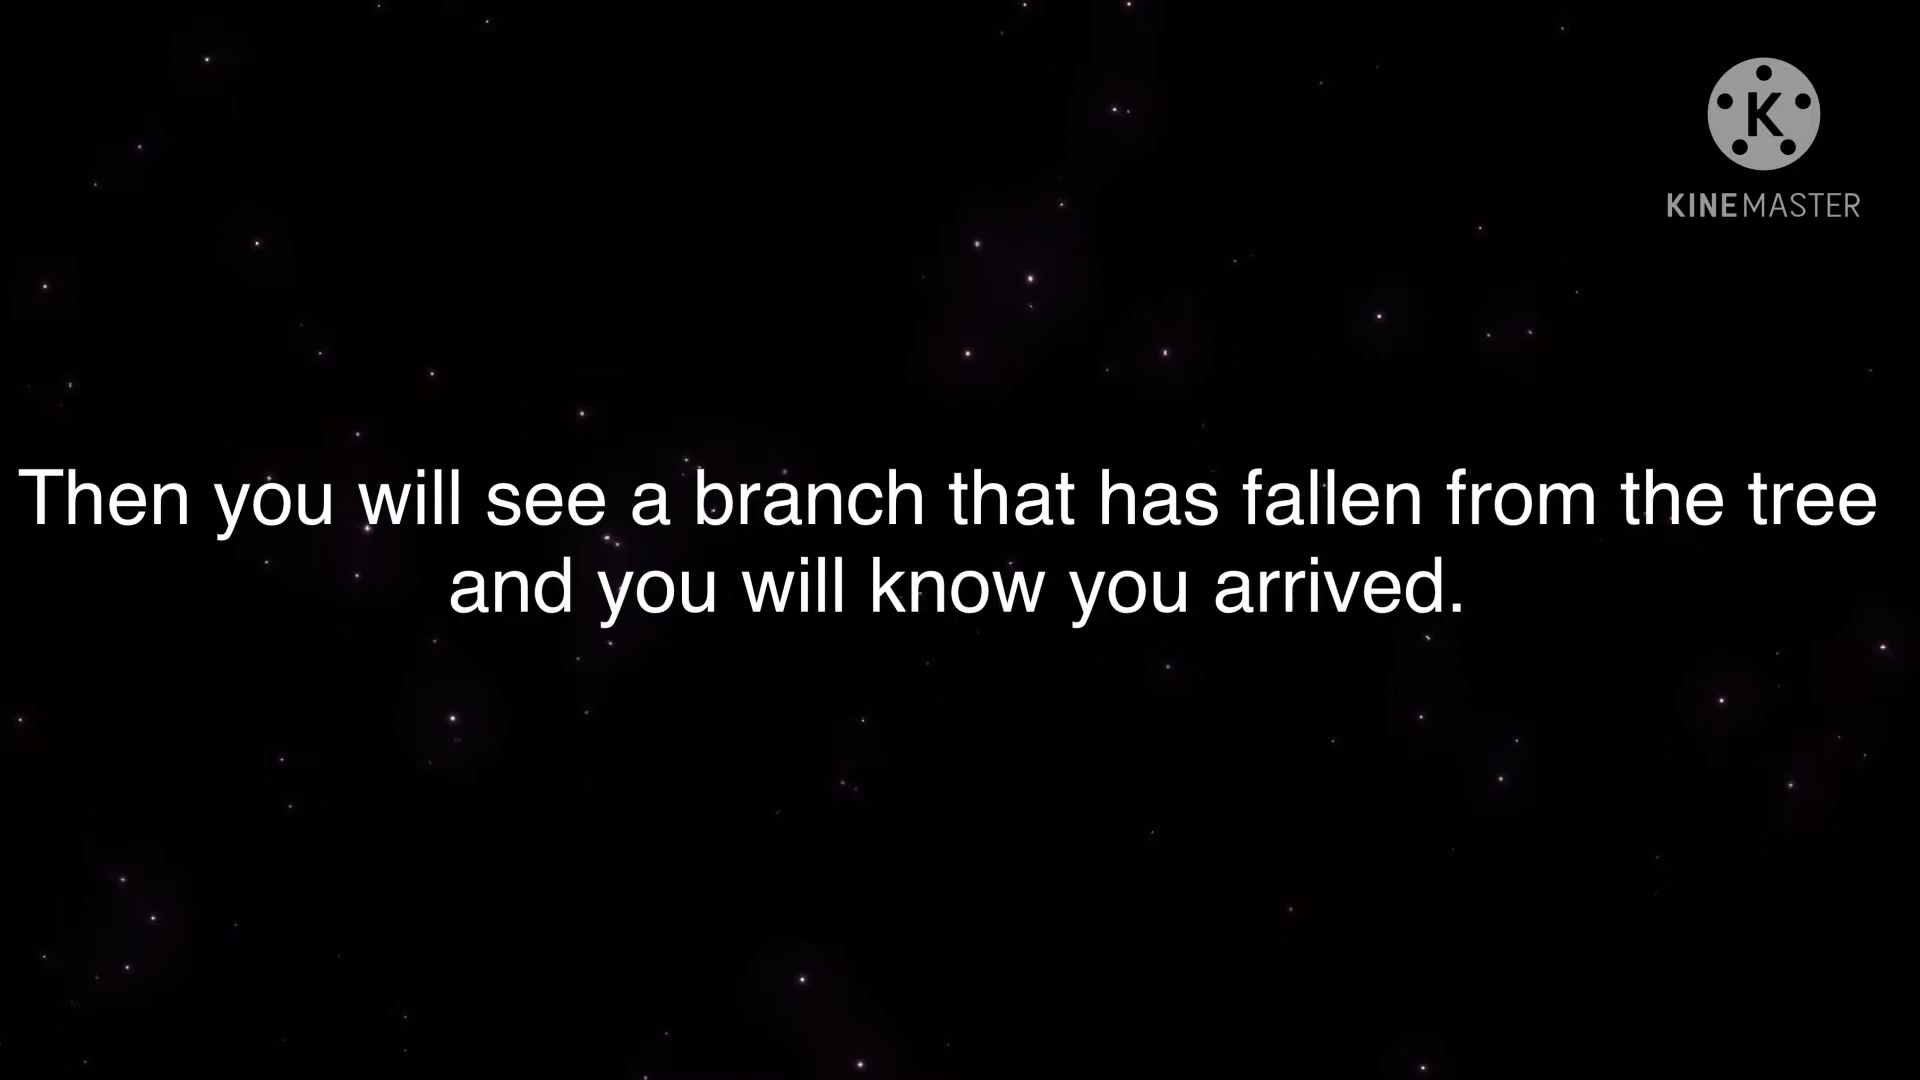 K
KINEMASTER
Then you will see a branch that has fallen from the tree
and you will know you arrived.